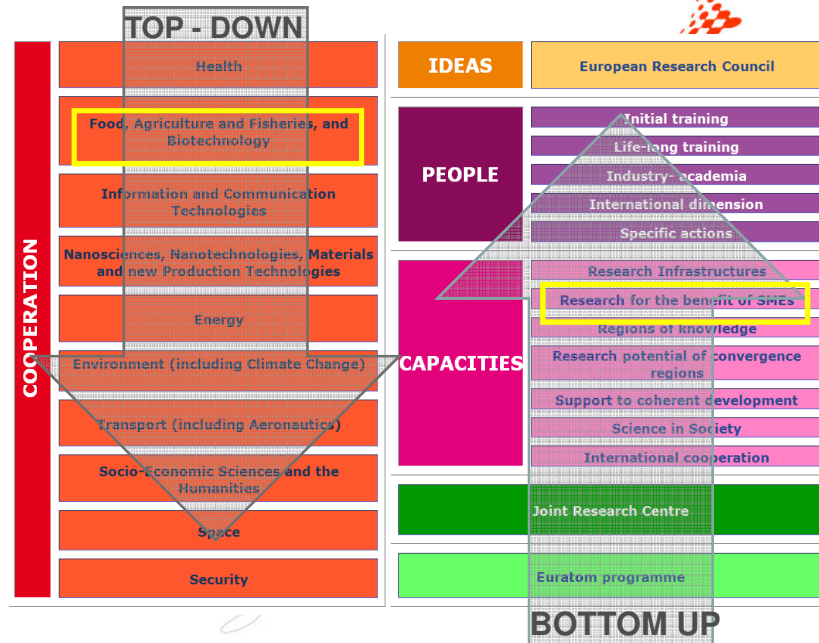 TOP - DOWN
COOPERATION
Health
Food, Agriculture and Fisheries, and
Biotechnology
Information and Communication
Technologies
Nanosciences, Nanotechnologies, Materials
and new Production Technologies
Energy
Environment (including Climate Change)
Transport (including Aeronautics)
Socio-Economic Sciences and the
Humanities
Space
Security
IDEAS
European Research Council
PEOPLE
Initial training
Life-long training
Industry- academia
International dimension
Specific actions
CAPACITIES
Research Infrastructures
Research for the benefit of SMEs
Regions of knowledge
Research potential of convergence
regions
Support to coherent development
Science in Society
International cooperation
Joint Research Centre
Euratom programme
BOTTOM UP